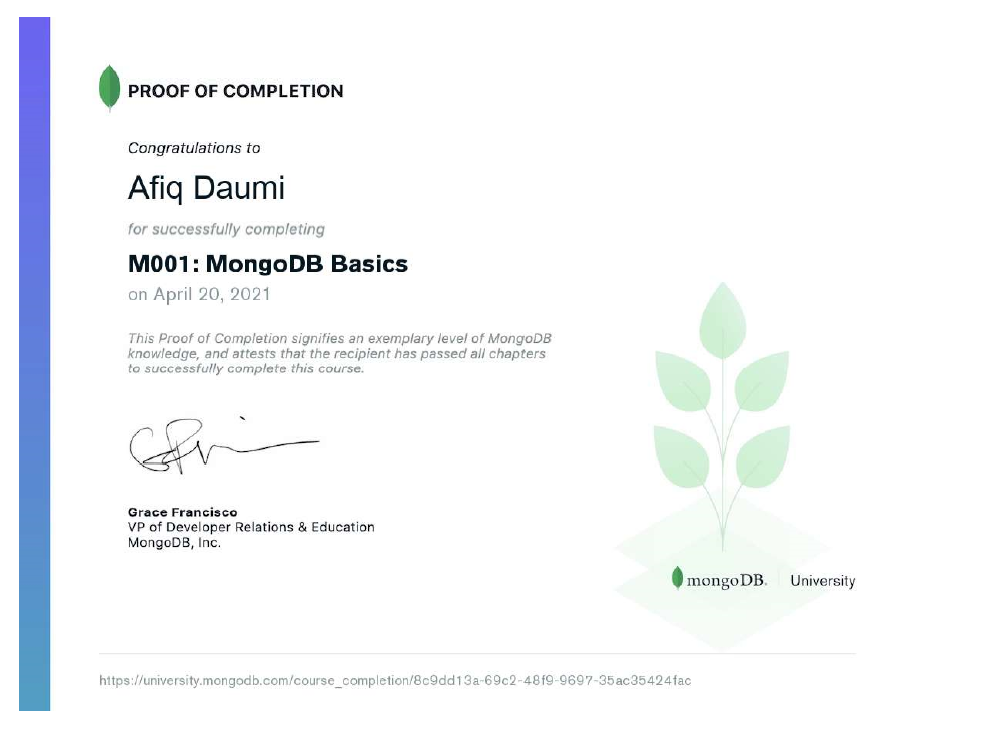 PROOF OF COMPLETION
Congratulations to
Afiq Daumi
for successfully completing
M001: MongoDB Basics
on April 20, 2021
This Proof of Completion signifies an exemplary level of MongoDB
knowledge, and attests that the recipient has passed all chapters
to successfully complete this course.
Grace Francisco
VP of Developer Relations & Education
MongoDB, Inc.
mongoDB. University
https://university.mongodb.com/course_completion/8c9dd13a-69c2-48f9-9697-35ac35424fac